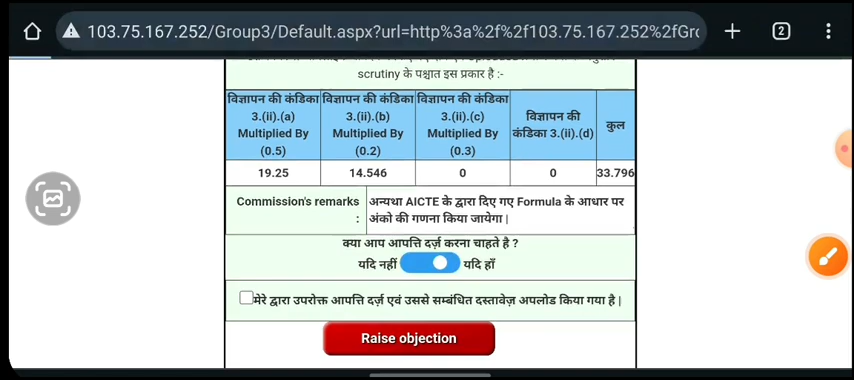 103.75.167.252/Group3/Default.aspx?url=http%3a%2f%2f103.75.167.252%2fGr
2
scrutiny के पश्चात इस प्रकार है :-
विज्ञापन की कंडिका 3.(ii).(a) Multiplied By (0.5)
विज्ञापन की कंडिका 3.(ii).(b) Multiplied By (0.2)
विज्ञापन की कंडिका 3.(ii).(c) Multiplied By (0.3)
विज्ञापन की कंडिका 3.(ii).(d)
कुल
19.25 14.546 0 0 33.796
Commission's remarks :
अन्यथा AICTE के द्वारा दिए गए Formula के आधार पर
अंको की गणना किया जायेगा |
क्या आप आपत्ति दर्ज़ करना चाहते है ?
यदि नहीं यदि हाँ
मेरे द्वारा उपरोक्त आपत्ति दर्ज़ एवं उससे सम्बंधित दस्तावेज़ अपलोड किया गया है |
Raise objection